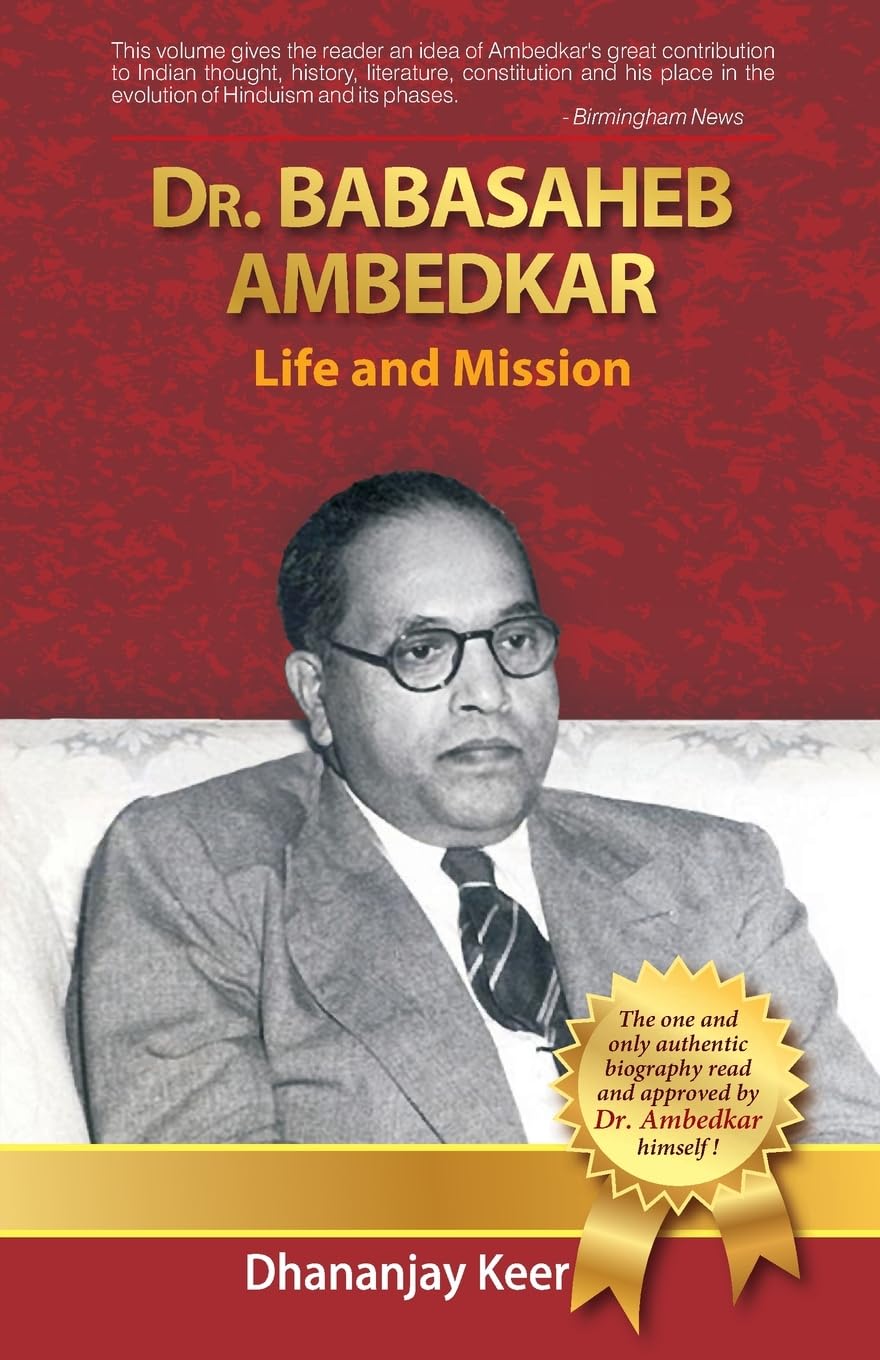 This volume gives the reader an idea of Ambedkar's great contribution
to Indian thought, history, literature, constitution and his place in the
evolution of Hinduism and its phases.
- Birmingham News
DR. BABASAHEB
AMBEDKAR
Life and Mission
The one and
only authentic
biography read
and approved by
Dr. Ambedkar
himself !
Dhananjay Keer